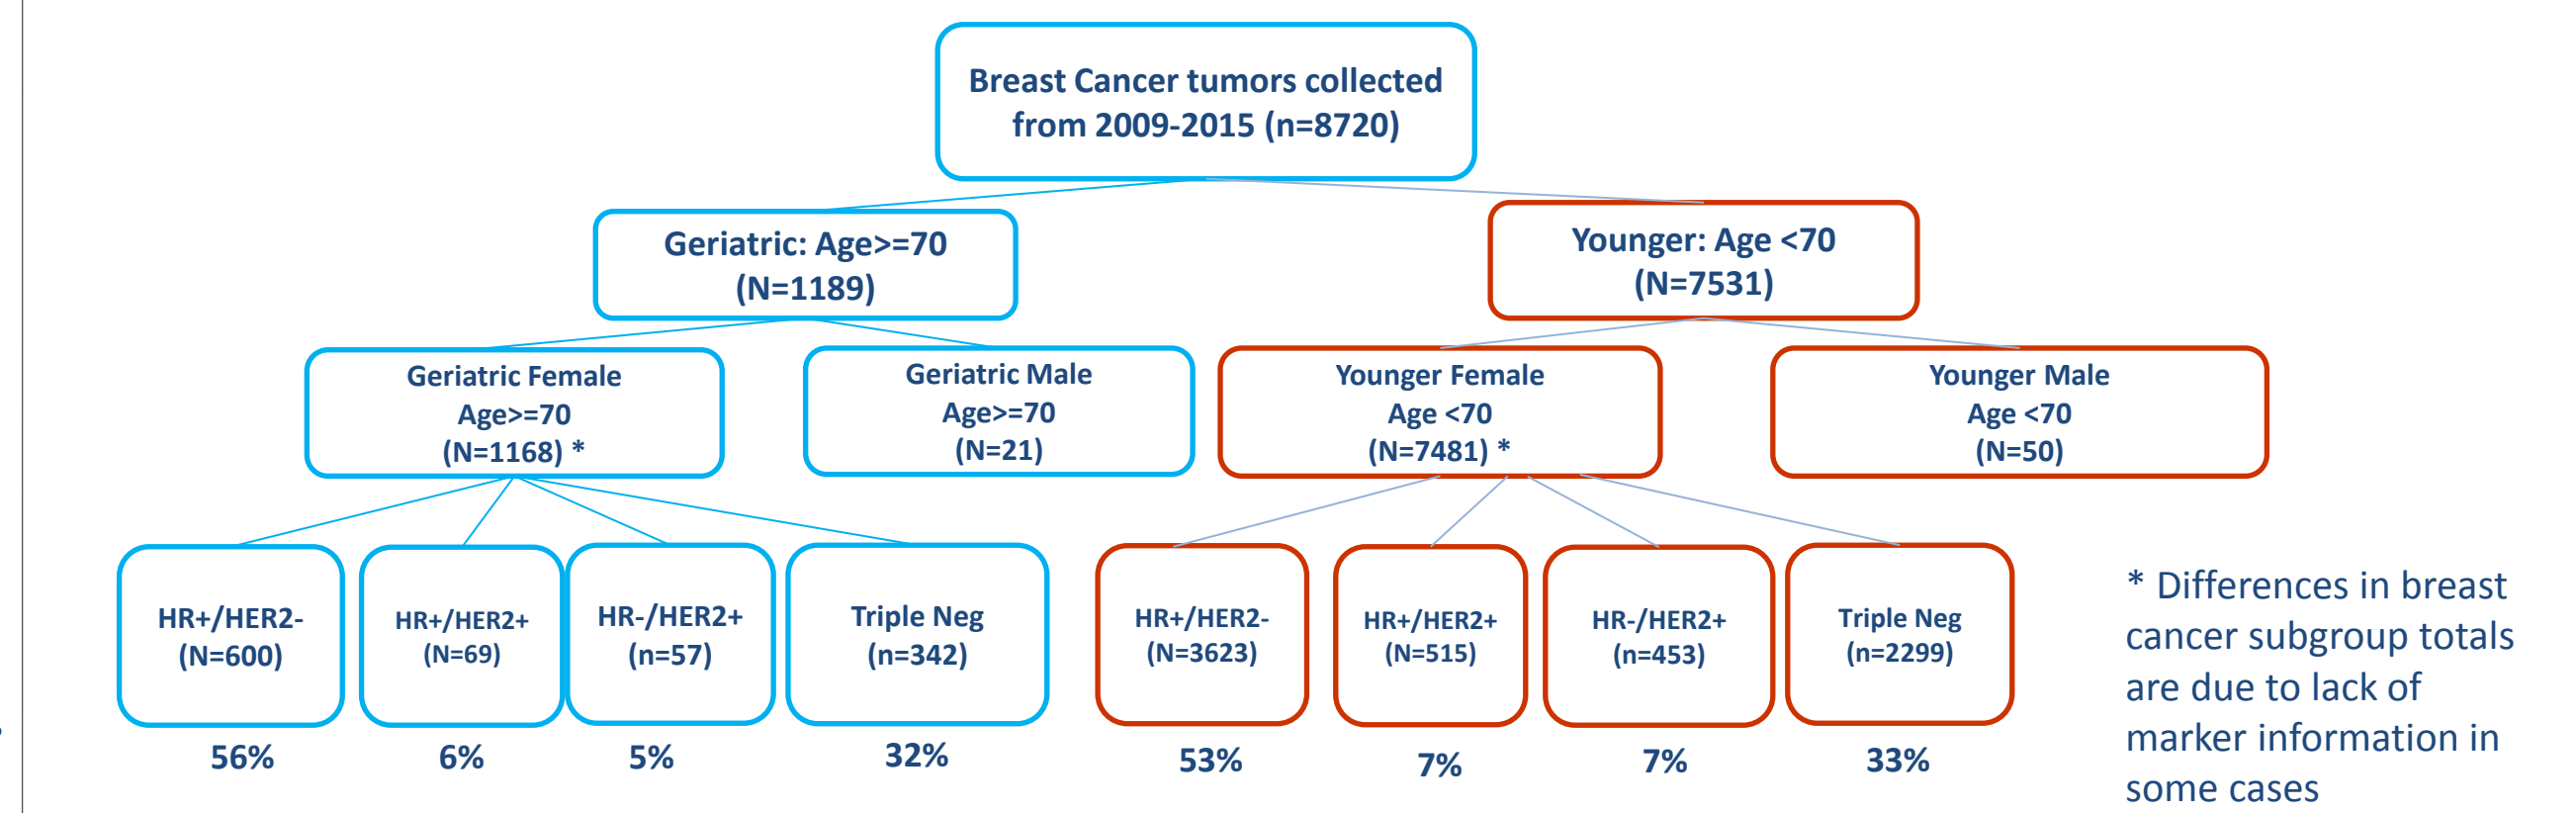 Breast Cancer tumors collected
from 2009-2015 (n=8720)
Geriatric: Age>=70
(N=1189)
Younger: Age <70
(N=7531)
Geriatric Female
Age>=70
(N=1168) *
Geriatric Male
Age>=70
(N=21)
Younger Female
Age <70
(N=7481) *
Younger Male
Age <70
(N=50)
HR+/HER2-
(N=600)
HR+/HER2+
(N=69)
HR-/HER2+
(n=57)
Triple Neg
(n=342)
HR+/HER2-
(N=3623)
HR+/HER2+
(N=515)
HR-/HER2+
(n=453)
Triple Neg
(n=2299)
56%
6%
5%
32%
53%
7%
7%
33%
* Differences in breast
cancer subgroup totals
are due to lack of
marker information in
some cases